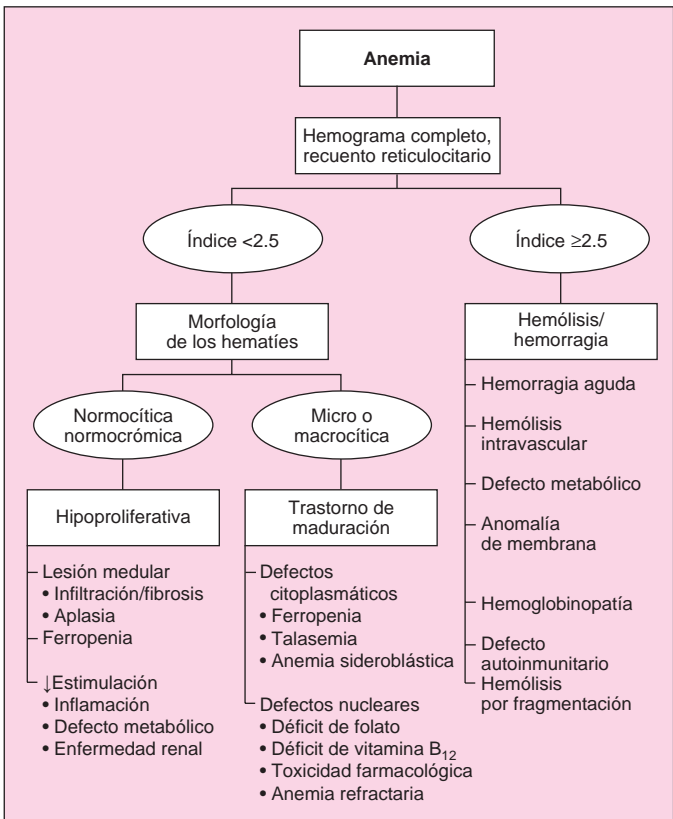 Anemia
Hemograma completo,
recuento reticulocitario
Índice <2.5
Índice ≥2.5
Morfología
de los hematíes
Hemólisis/
hemorragia
Normocítica
normocrómica
Micro o
macrocítica
Hipoproliferativa
Trastorno de
maduración
Lesión medular
• Infiltración/fibrosis
• Aplasia
Ferropenia
↓Estimulación
• Inflamación
• Defecto metabólico
• Enfermedad renal
Defectos
citoplasmáticos
• Ferropenia
• Talasemia
• Anemia sideroblástica
Defectos nucleares
• Déficit de folato
• Déficit de vitamina B12
• Toxicidad farmacológica
• Anemia refractaria
Hemorragia aguda
Hemólisis
intravascular
Defecto metabólico
Anomalía
de membrana
Hemoglobinopatía
Defecto
autoinmunitario
Hemólisis
por fragmentación